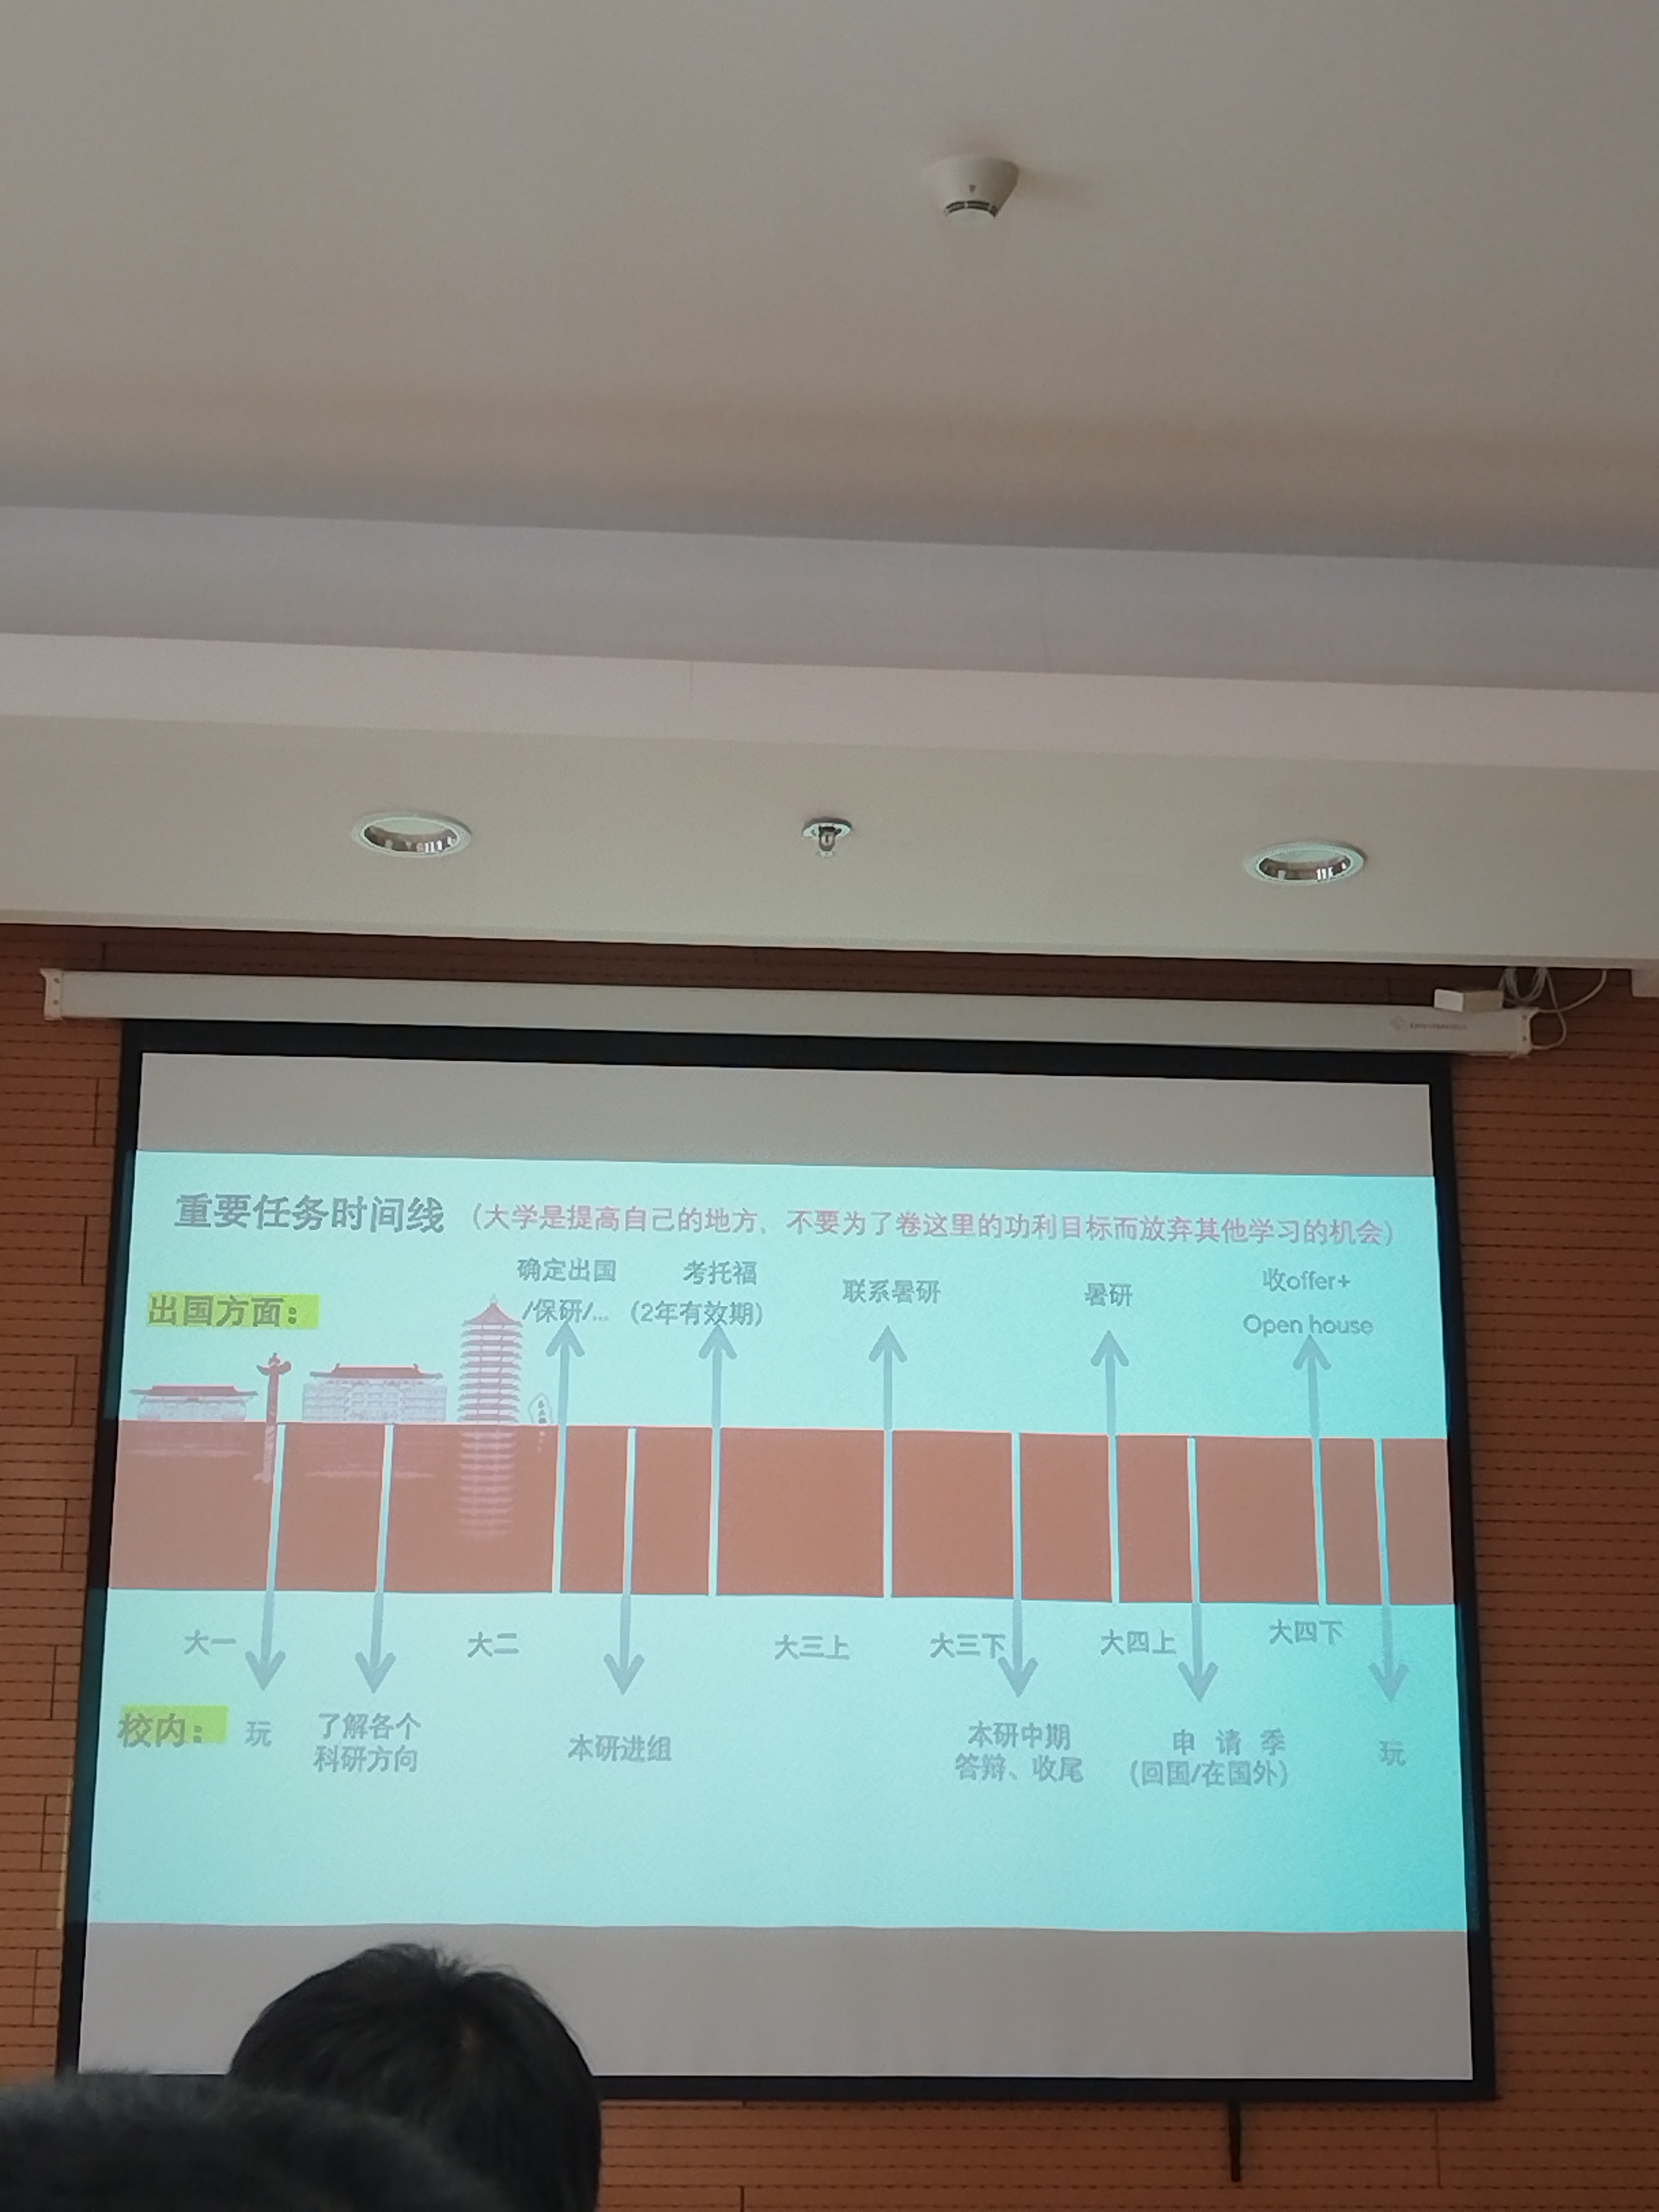 重要任务时间线 (大学是提高自己的地方、不要为了卷这里的功利目标而放弃其他学习的机会)
出国方面：
确定出国
/保研/...
考托福
(2年有效期)
联系暑研
暑研
收offer+
Open house
大一
大二
大三上
大三下
大四上
大四下
校内：
玩
了解各个
科研方向
本研进组
本研中期
答辩、收尾
申 请 季
(回国/在国外)
玩